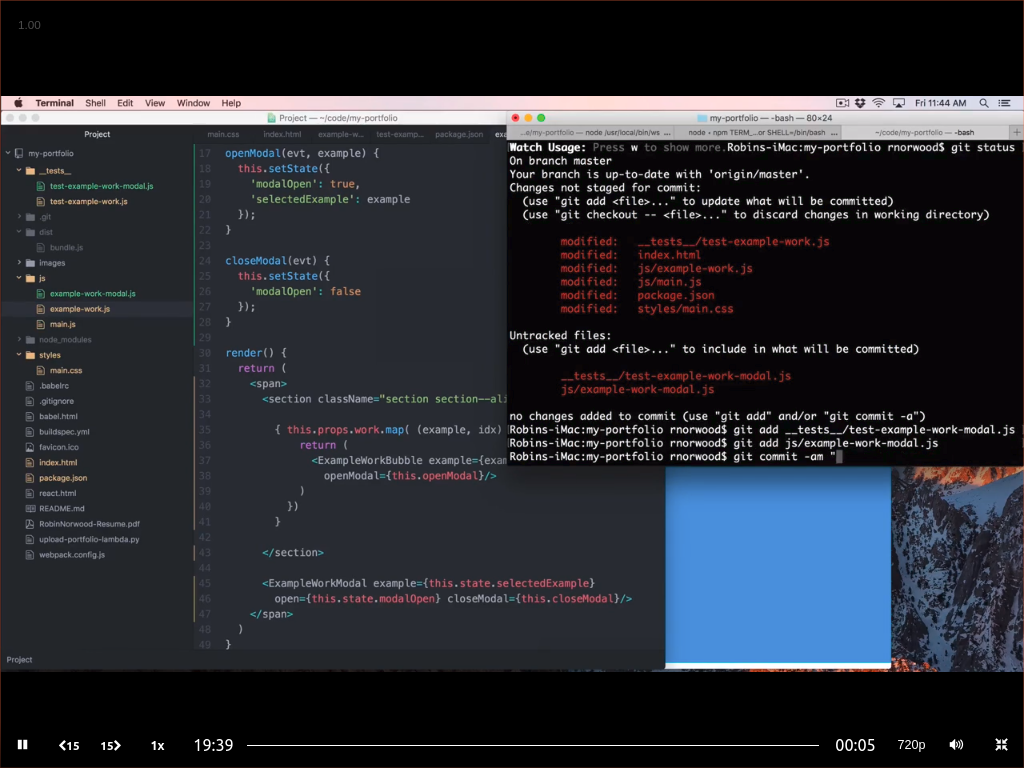 1.00
Terminal Shell Edit View Window Help
Fri 11:44 AM
Project — ~/code/my-portfolio
my-portfolio — -bash — 80×24
Project
main.css index.html example-w... test-examp... package.json
...e/my-portfolio — node /usr/local/bin/ws ... node • npm TERM_...or SHELL=/bin/bash ... ~/code/my-portfolio — -bash +
my-portfolio
__tests__
test-example-work-modal.js
test-example-work.js
.git
dist
bundle.js
images
js
example-work-modal.js
example-work.js
main.js
node_modules
styles
main.css
.babelrc
.gitignore
babel.html
buildspec.yml
favicon.ico
index.html
package.json
react.html
README.md
RobinNorwood-Resume.pdf
upload-portfolio-lambda.py
webpack.config.js
Project
17 openModal(evt, example) {
18 this.setState({
19 'modalOpen': true,
20 'selectedExample': example
21 });
22 }
23
24 closeModal(evt) {
25 this.setState({
26 'modalOpen': false
27 });
28 }
29
30 render() {
31 return (
32 <span>
33 <section className="section section--ali
34
35 { this.props.work.map( (example, idx)
36 return (
37 <ExampleWorkBubble example={exam
38 openModal={this.openModal}/>
39 )
40 })
41 }
42
43 </section>
44
45 <ExampleWorkModal example={this.state.selectedExample}
46 open={this.state.modalOpen} closeModal={this.closeModal}/>
47 </span>
48 )
49 }
Watch Usage: Press w to show more.Robins-iMac:my-portfolio rnorwood$ git status
On branch master
Your branch is up-to-date with 'origin/master'.
Changes not staged for commit:
(use "git add <file>..." to update what will be committed)
(use "git checkout -- <file>..." to discard changes in working directory)
modified: __tests__/test-example-work.js
modified: index.html
modified: js/example-work.js
modified: js/main.js
modified: package.json
modified: styles/main.css
Untracked files:
(use "git add <file>..." to include in what will be committed)
__tests__/test-example-work-modal.js
js/example-work-modal.js
no changes added to commit (use "git add" and/or "git commit -a")
Robins-iMac:my-portfolio rnorwood$ git add __tests__/test-example-work-modal.js
Robins-iMac:my-portfolio rnorwood$ git add js/example-work-modal.js
Robins-iMac:my-portfolio rnorwood$ git commit -am "
15 15 1x 19:39 00:05 720p